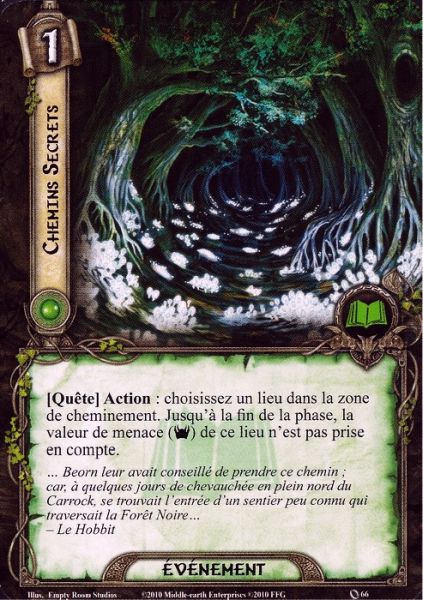 1
CHEMINS SECRETS
[Quête] Action : choisissez un lieu dans la zone
de cheminement. Jusqu'à la fin de la phase, la
valeur de menace ( ) de ce lieu n'est pas prise
en compte.
… Beorn leur avait conseillé de prendre ce chemin ;
car, à quelques jours de chevauchée en plein nord du
Carrock, se trouvait l'entrée d'un sentier peu connu qui
traversait la Forêt Noire…
– Le Hobbit
ÉVÉNEMENT
Illus. Empty Room Studios ©2010 Middle-earth Enterprises ©2010 FFG 66